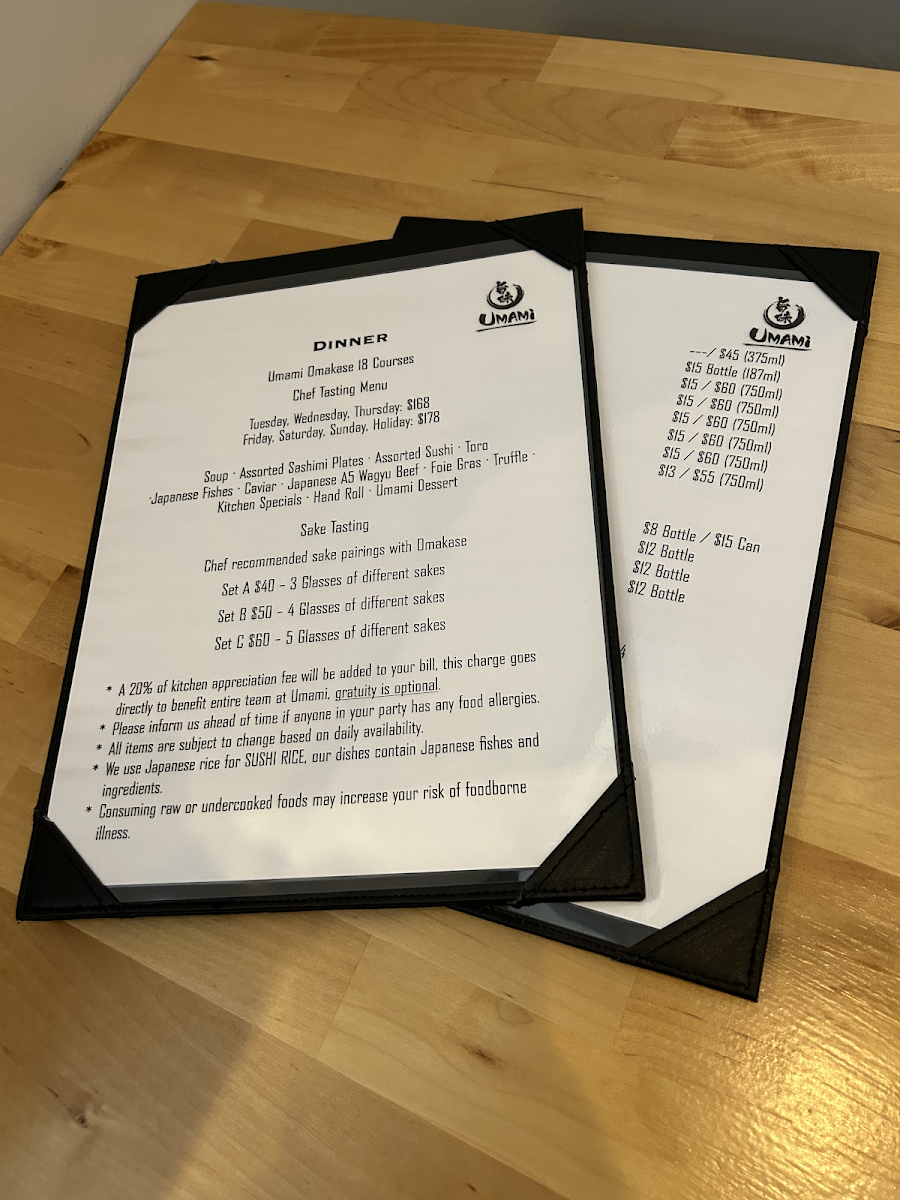 旨味
UMAMI
DINNER
Umami Omakase 18 Courses
Chef Tasting Menu
Tuesday, Wednesday, Thursday: $168
Friday, Saturday, Sunday, Holiday: $178
Soup · Assorted Sashimi Plates · Assorted Sushi · Toro
·Japanese Fishes · Caviar · Japanese A5 Wagyu Beef · Foie Gras · Truffle ·
Kitchen Specials · Hand Roll · Umami Dessert
Sake Tasting
Chef recommended sake pairings with Omakase
Set A $40 – 3 Glasses of different sakes
Set B $50 – 4 Glasses of different sakes
Set C $60 – 5 Glasses of different sakes
* A 20% of kitchen appreciation fee will be added to your bill, this charge goes
directly to benefit entire team at Umami, gratuity is optional.
* Please inform us ahead of time if anyone in your party has any food allergies.
* All items are subject to change based on daily availability.
* We use Japanese rice for SUSHI RICE, our dishes contain Japanese fishes and
ingredients.
* Consuming raw or undercooked foods may increase your risk of foodborne
illness.
旨味
UMAMI
---/ $45 (375ml)
$15 Bottle (187ml)
$15 / $60 (750ml)
$15 / $60 (750ml)
$15 / $60 (750ml)
$15 / $60 (750ml)
$15 / $60 (750ml)
$13 / $55 (750ml)
$8 Bottle / $15 Can
$12 Bottle
$12 Bottle
$12 Bottle